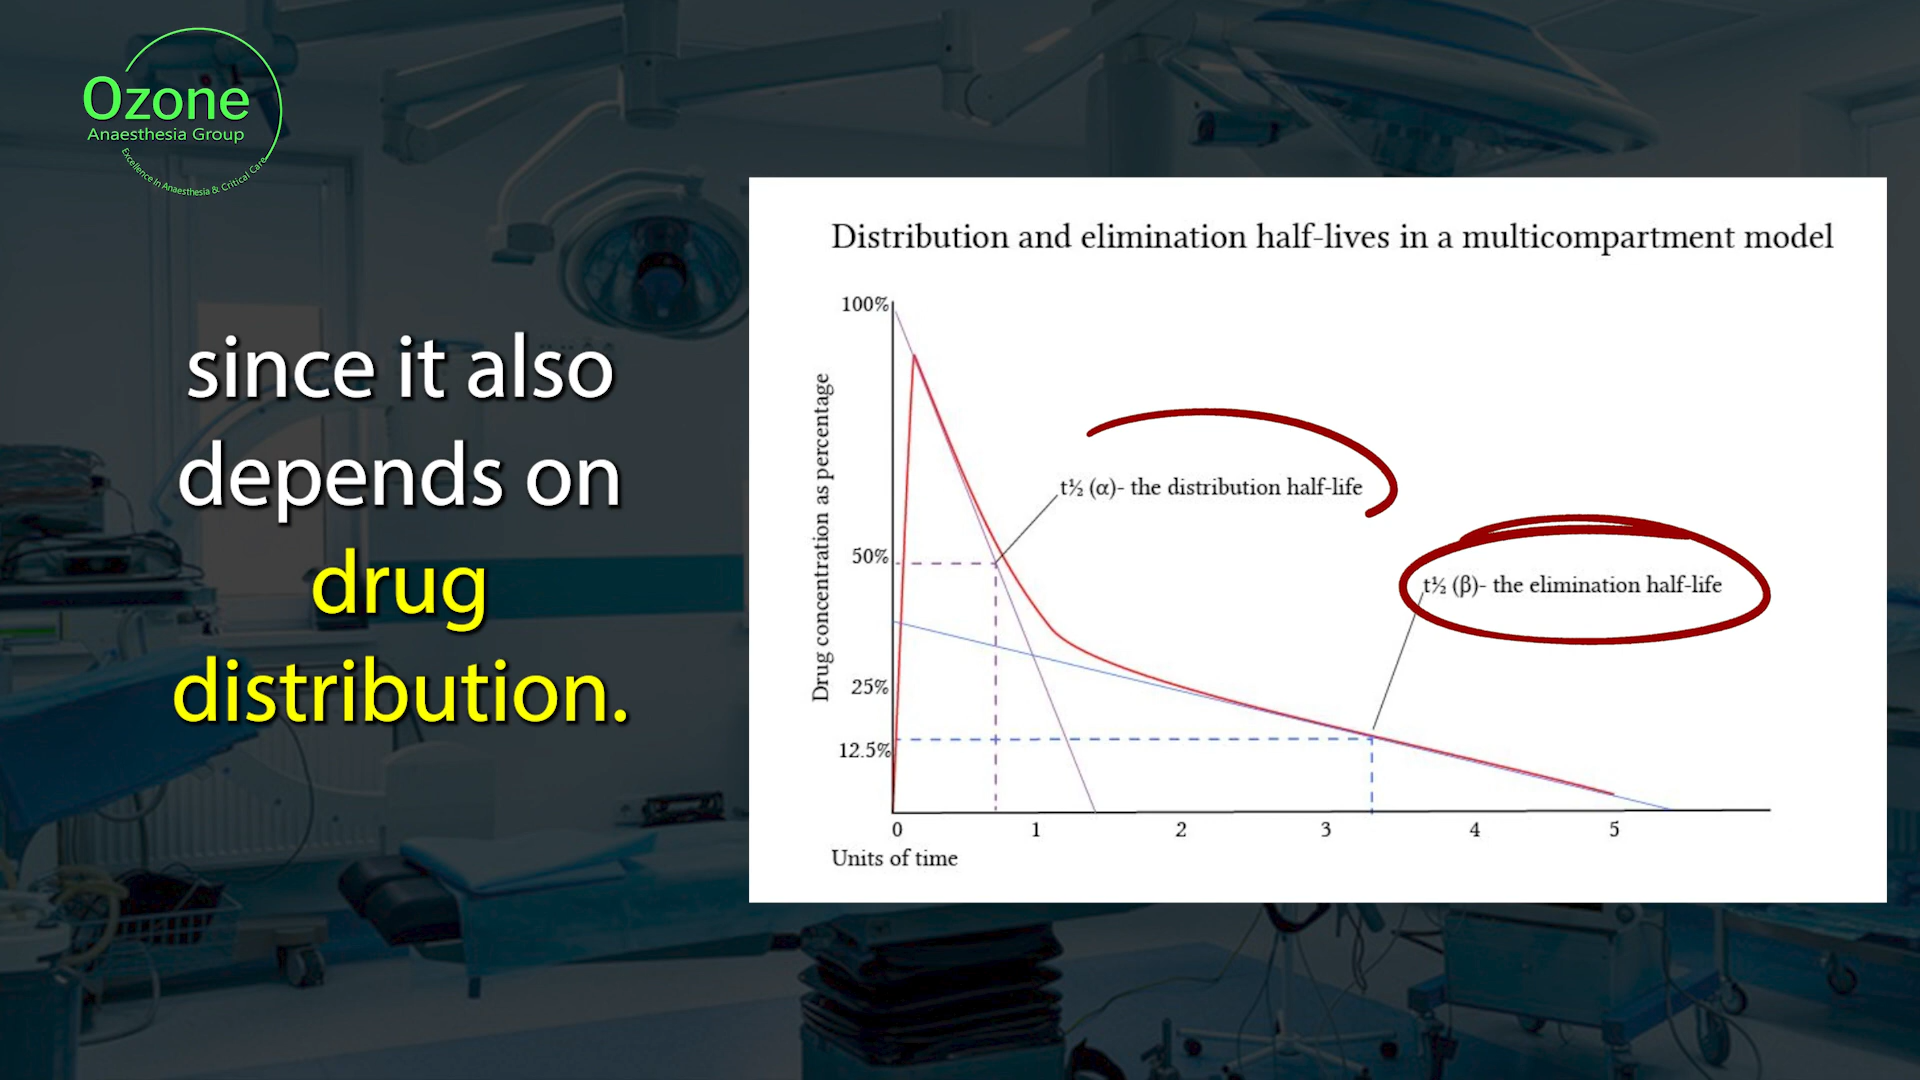 Ozone
Anaesthesia Group
Excellence in Anaesthesia & Critical Care
since it also
depends on
drug
distribution.
Distribution and elimination half-lives in a multicompartment model
100%
50%
25%
12.5%
Drug concentration as percentage
t½ (α)- the distribution half-life
t½ (β)- the elimination half-life
0 1 2 3 4 5
Units of time